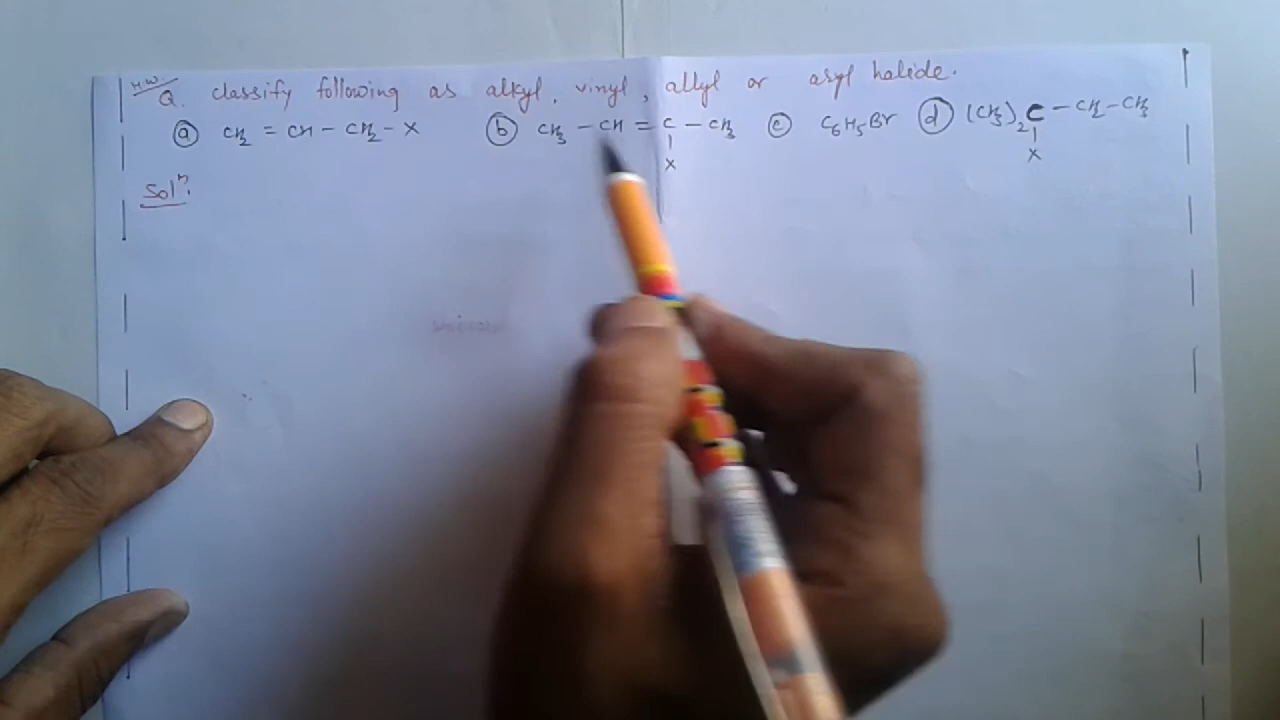 H.W.
Q. classify following as alkyl, vinyl, allyl or aryl halide.
(a) CH2 = CH - CH2 - X (b) CH3 - CH = C - CH3 (c) C6H5Br (d) (CH3)2 C - CH2 - CH3
X X
Solⁿ.